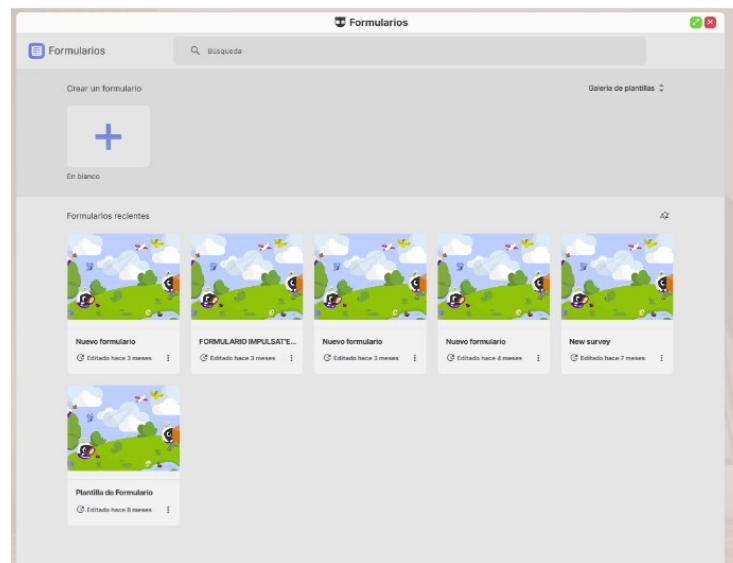 Formularios
Formularios
Búsqueda
Crear un formulario
Galería de plantillas
En blanco
Formularios recientes
Nuevo formulario
Editado hace 3 meses
FORMULARIO IMPULSAT'E...
Editado hace 3 meses
Nuevo formulario
Editado hace 3 meses
Nuevo formulario
Editado hace 4 meses
New survey
Editado hace 7 meses
Plantilla de Formulario
Editado hace 8 meses